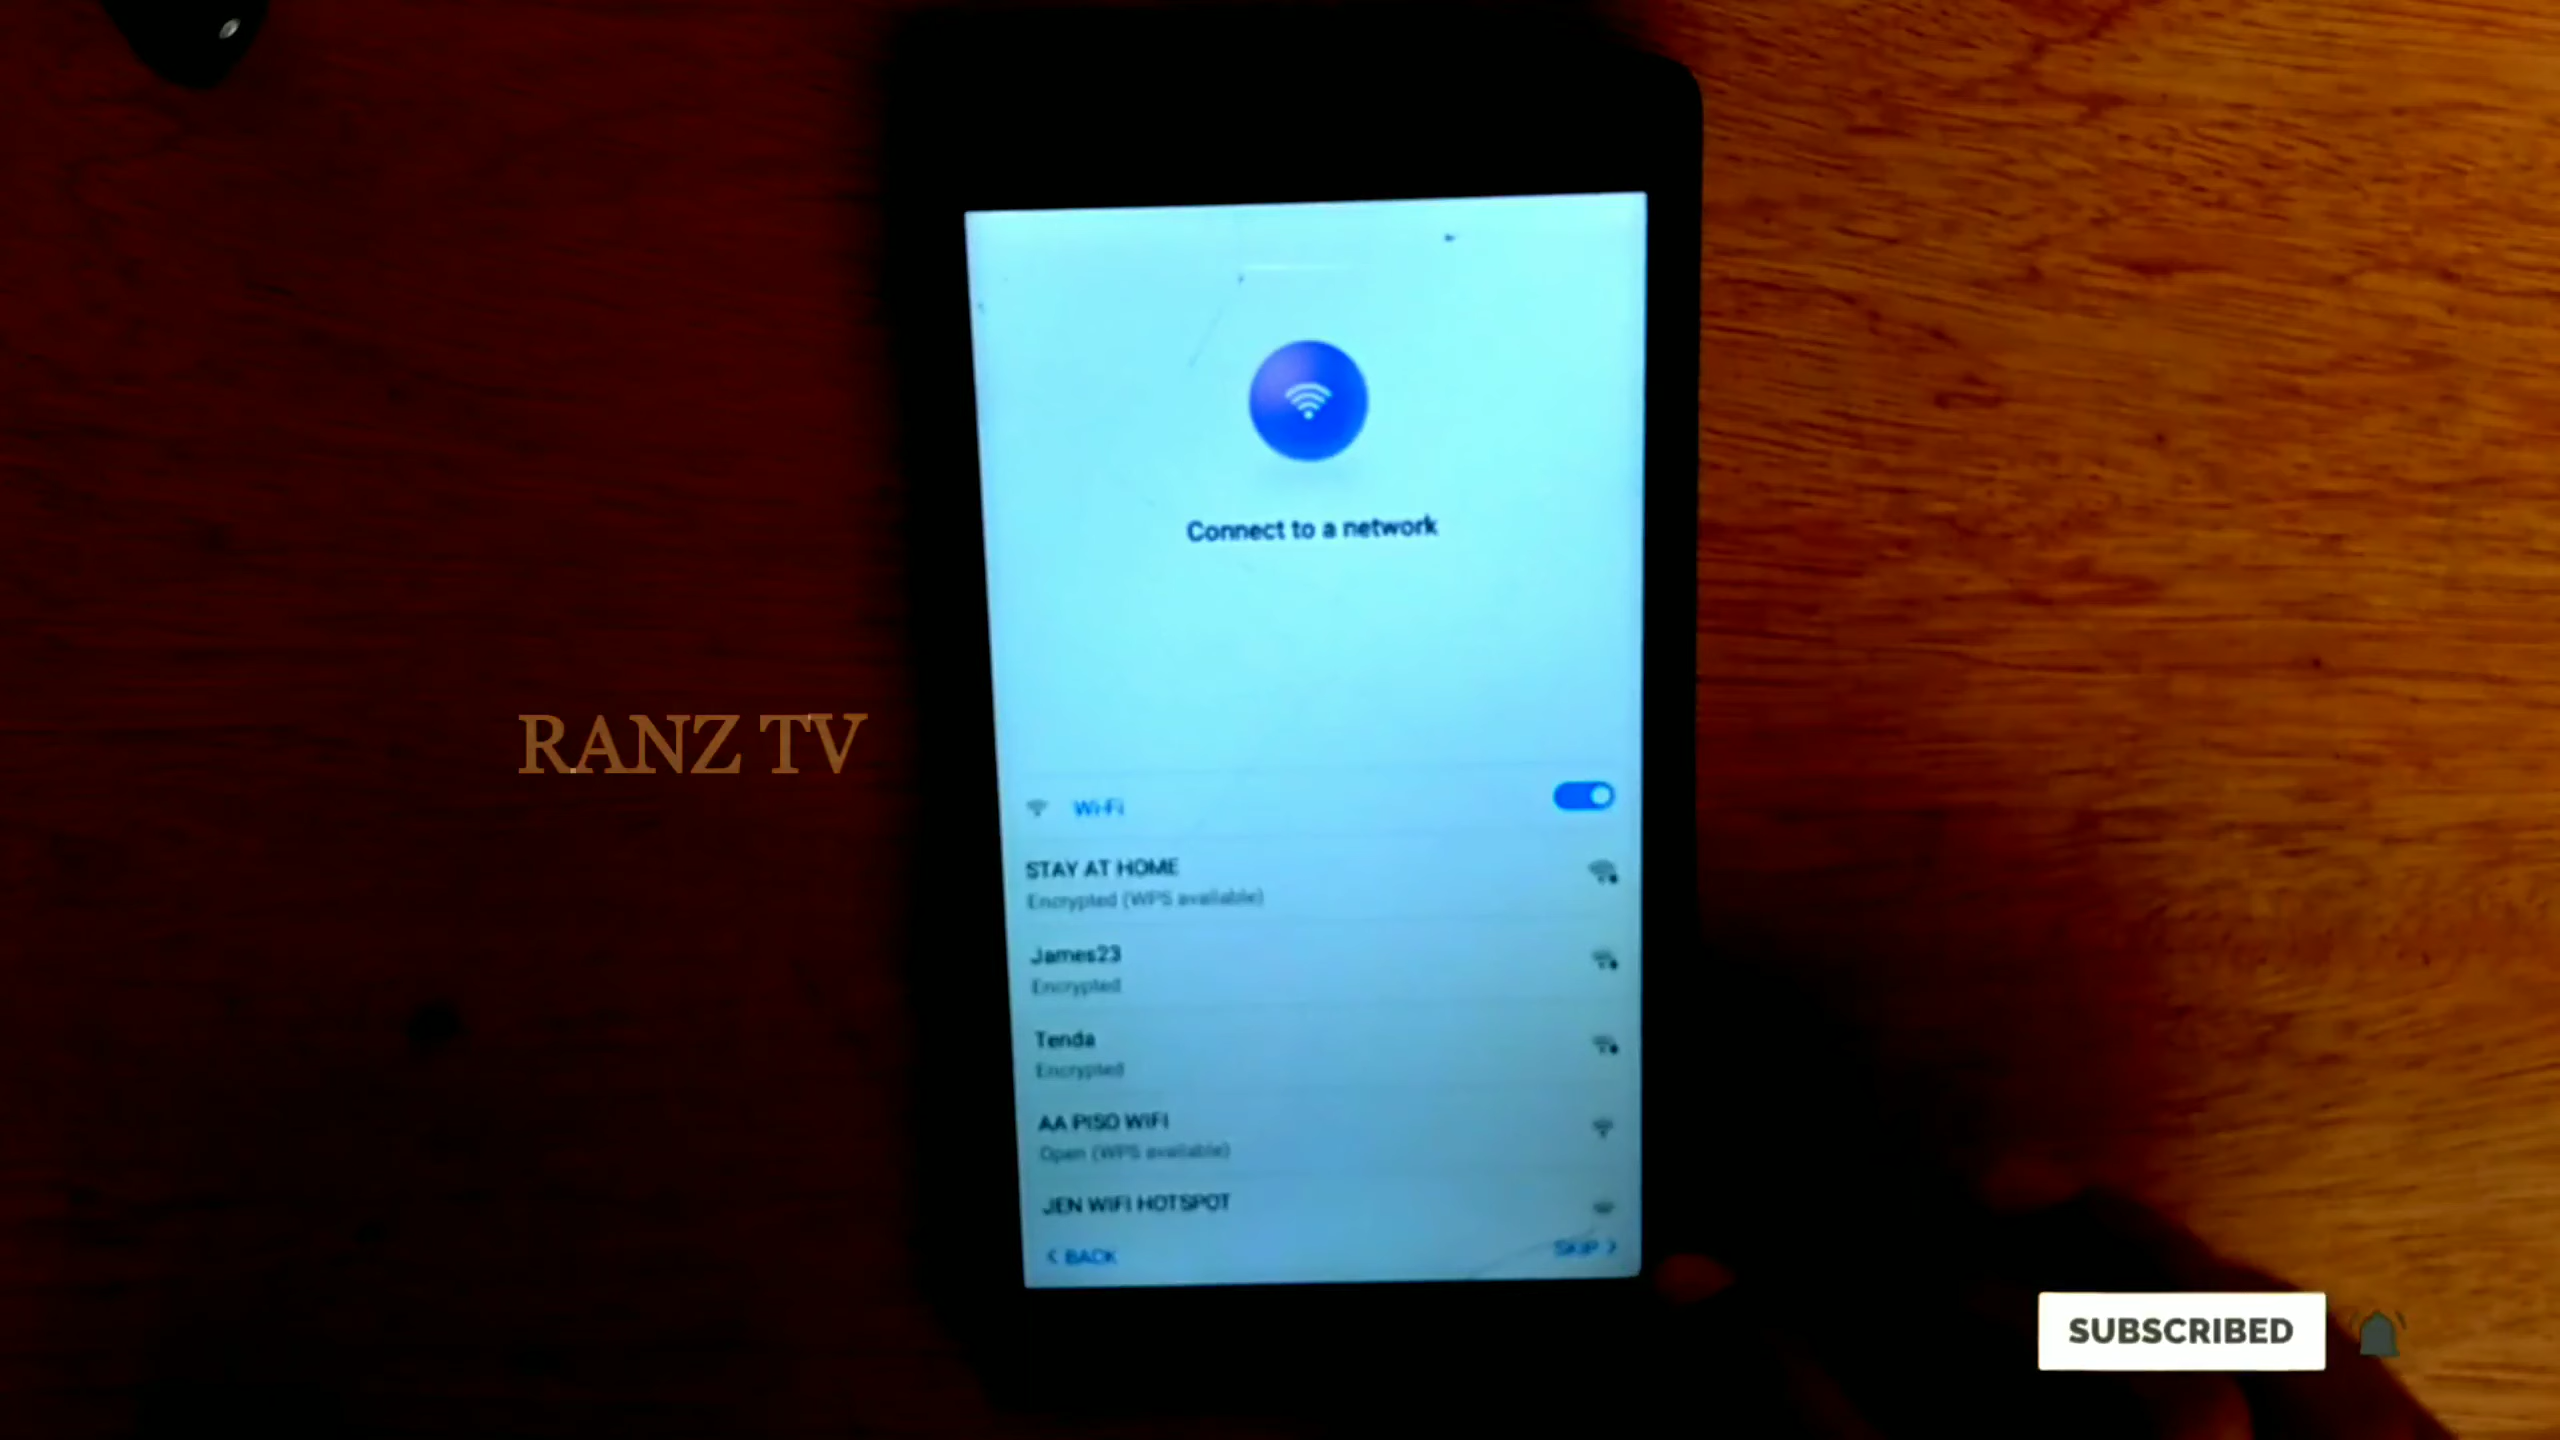 Connect to a network
Wi-Fi
STAY AT HOME
Encrypted (WPS available)
James23
Encrypted
Tenda
Encrypted
AA PISO WIFI
Open (WPS available)
JEN WIFI HOTSPOT
< BACK
SKIP >
RANZ TV
SUBSCRIBED